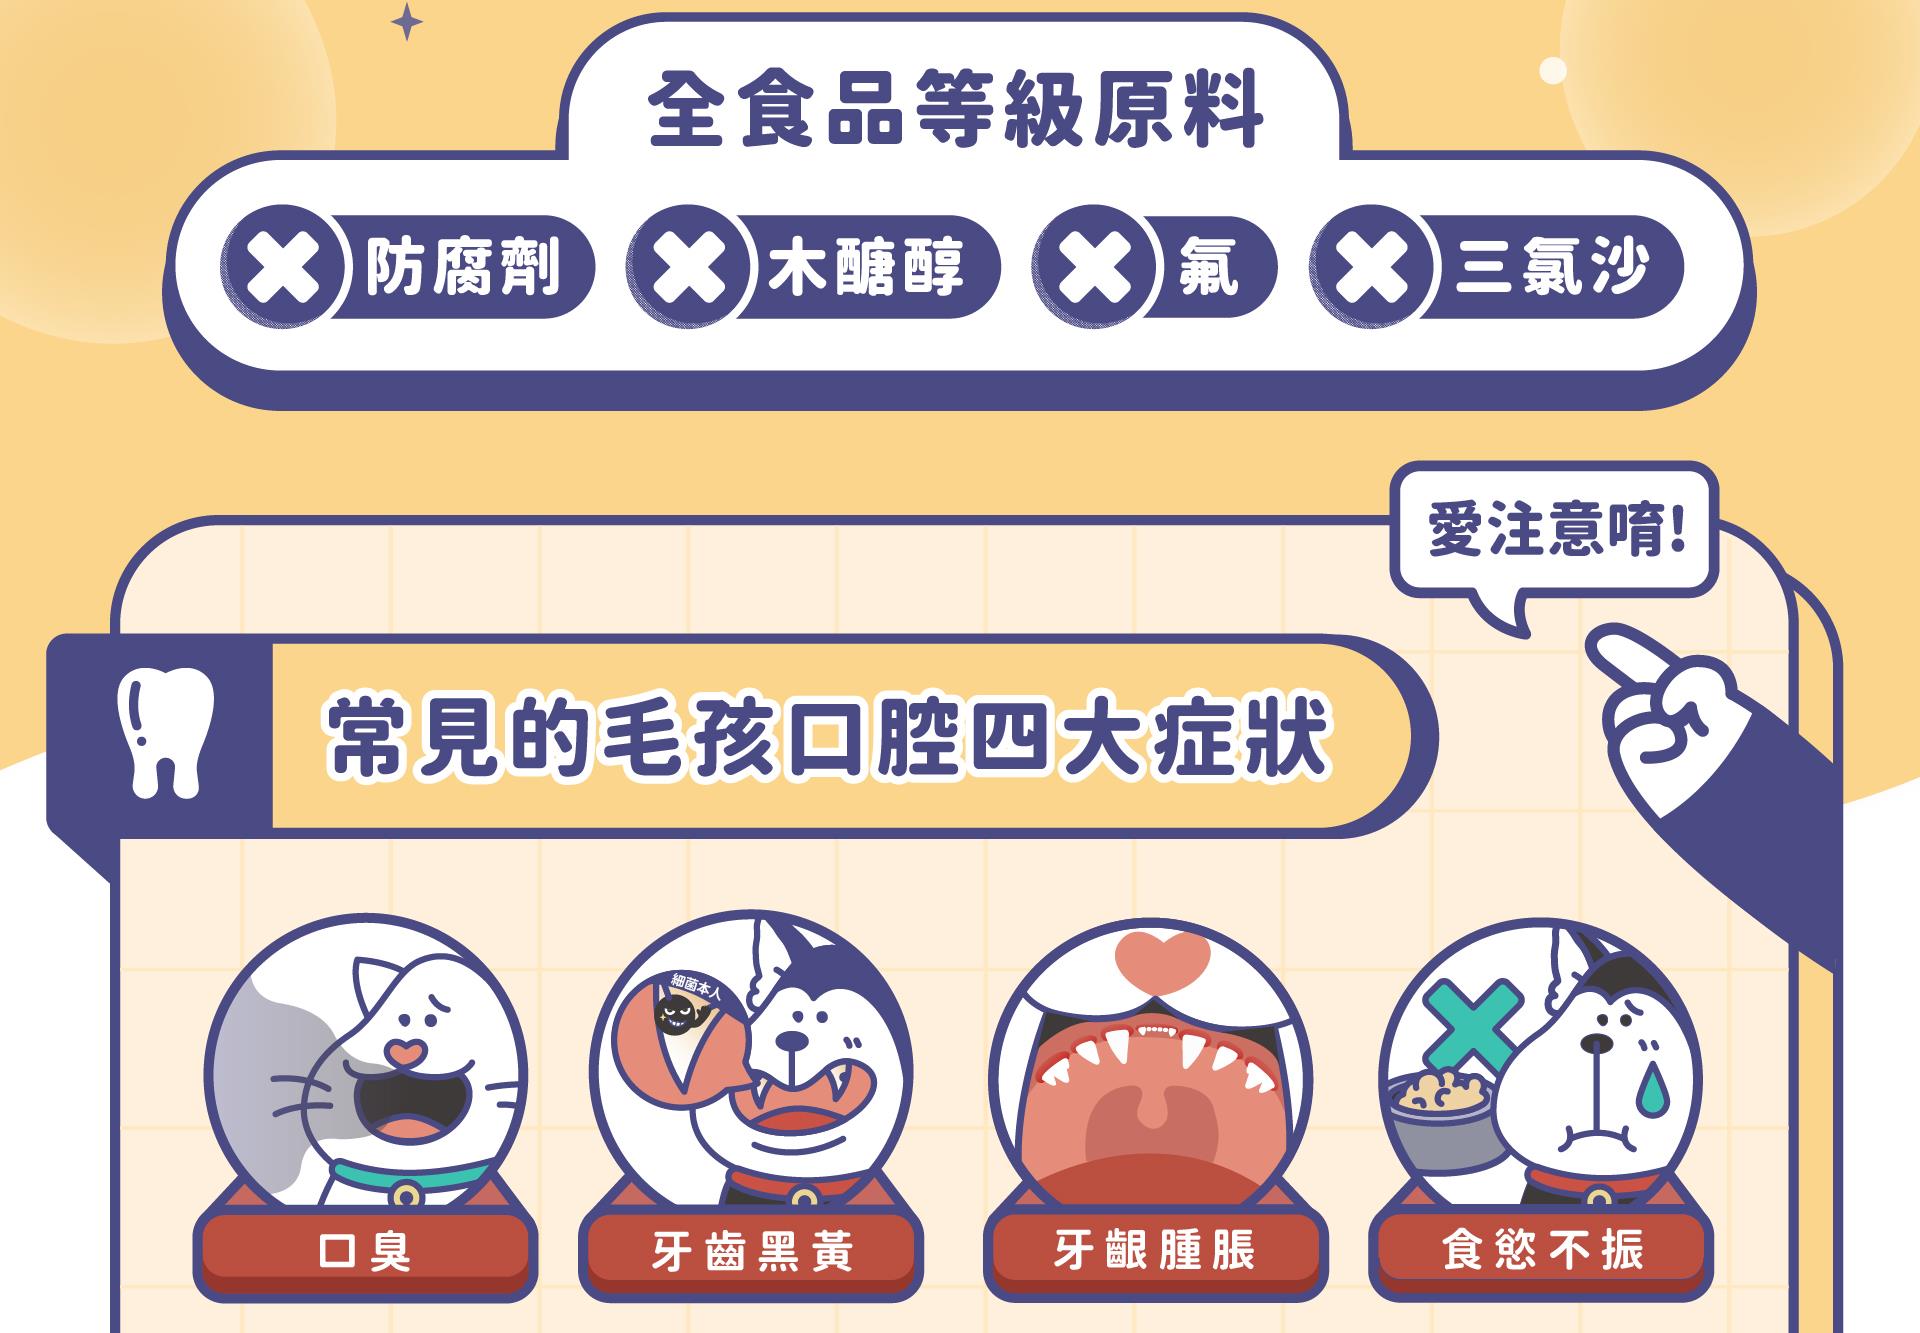 全食品等級原料
防腐劑
木醣醇
氟
三氯沙
愛注意唷!
常見的毛孩口腔四大症狀
細菌本人
口臭
牙齒黑黃
牙齦腫脹
食慾不振